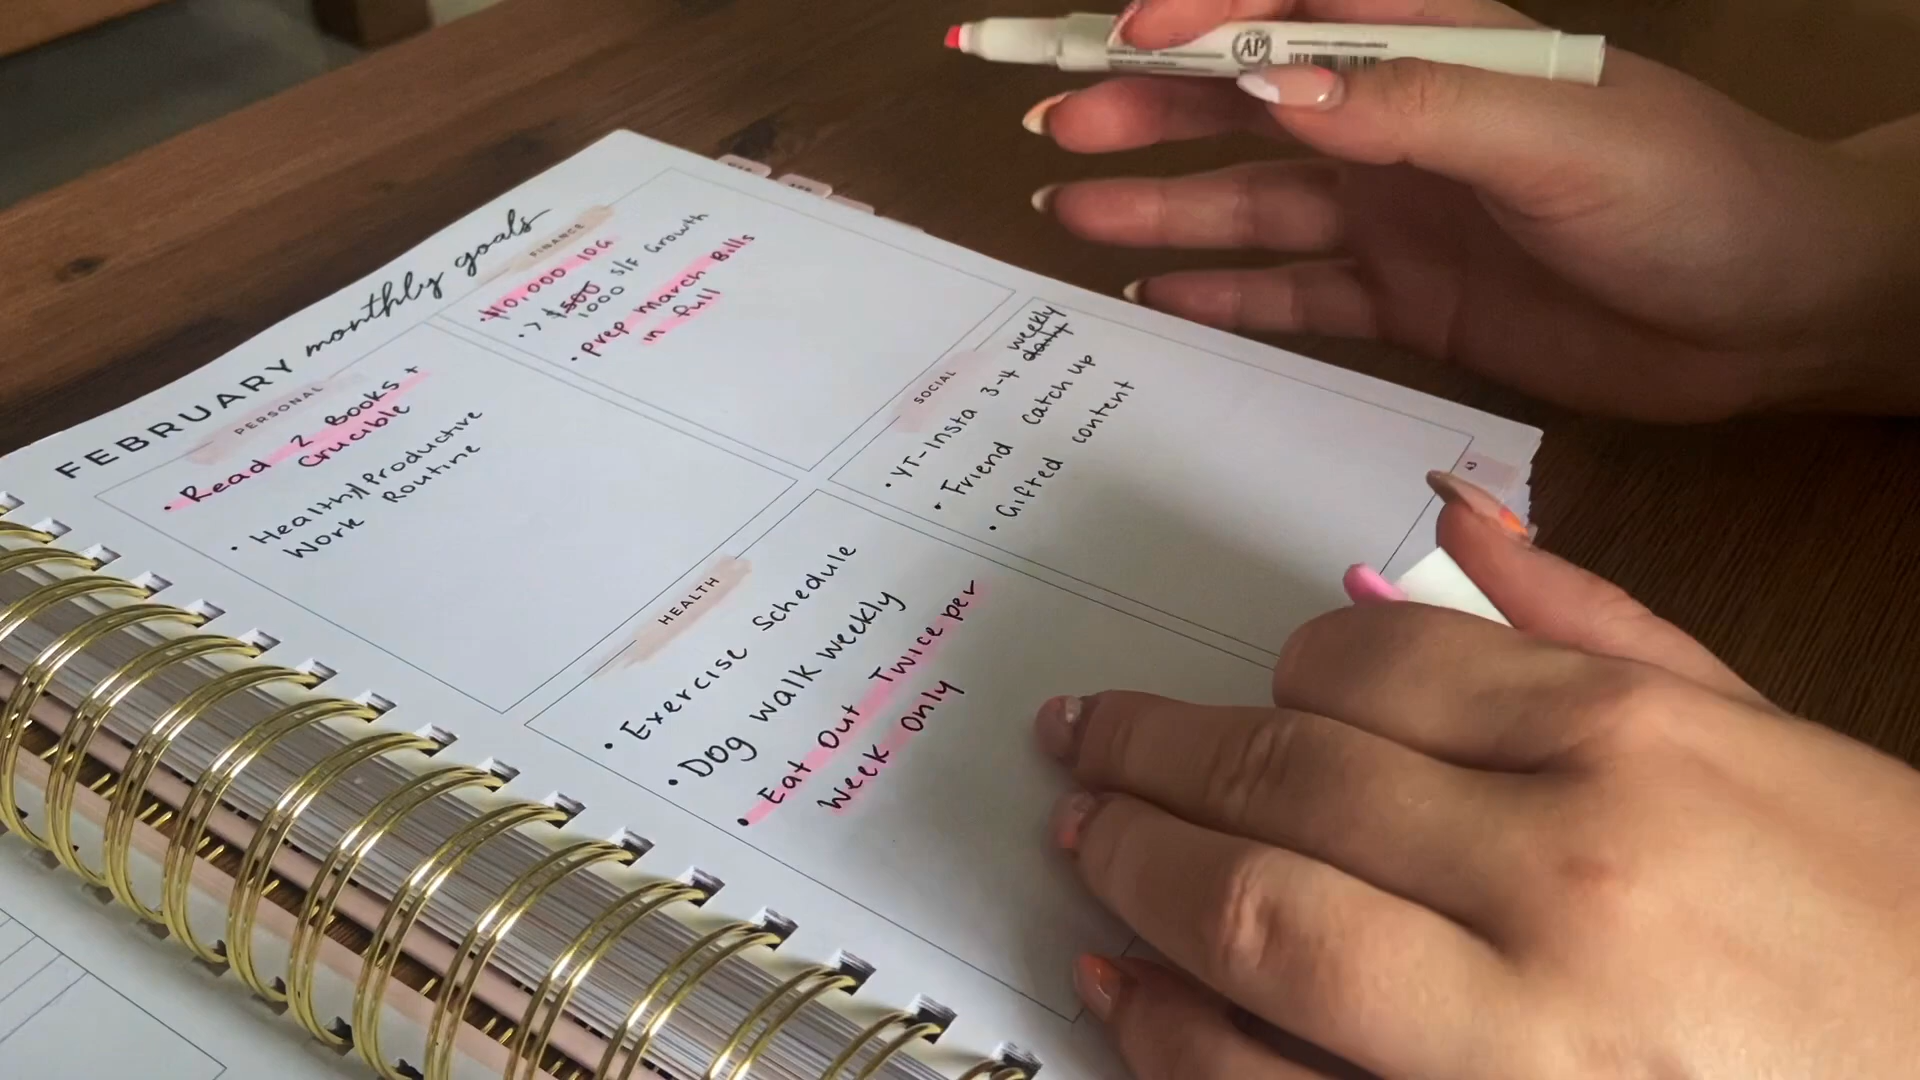 FEBRUARY monthly goals
PERSONAL
• Read 2 Books +
Crucible
• Healthy/Productive
Work Routine
FINANCE
• $10,000 10G
• > $500 S/F Growth
1000
• prep March Bills
in full
SOCIAL
weekly
• YT-Insta 3-4 daily
• Friend Catch up
• Gifted content
HEALTH
• Exercise Schedule
• Dog Walk Weekly
• Eat Out Twice per
Week Only
AP